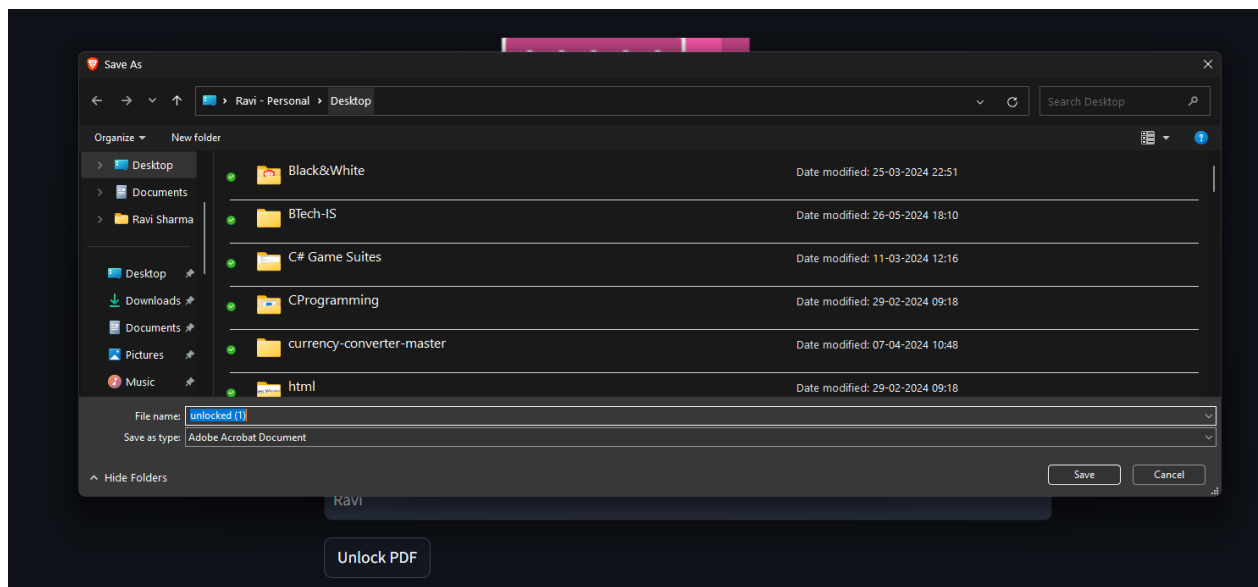 Save As
Ravi - Personal > Desktop
Search Desktop
Organize
New folder
Desktop
Documents
Ravi Sharma
Desktop
Downloads
Documents
Pictures
Music
Black&White
Date modified: 25-03-2024 22:51
BTech-IS
Date modified: 26-05-2024 18:10
C# Game Suites
Date modified: 11-03-2024 12:16
CProgramming
Date modified: 29-02-2024 09:18
currency-converter-master
Date modified: 07-04-2024 10:48
html
Date modified: 29-02-2024 09:18
File name: unlocked (1)
Save as type: Adobe Acrobat Document
Hide Folders
Save
Cancel
Ravi
Unlock PDF